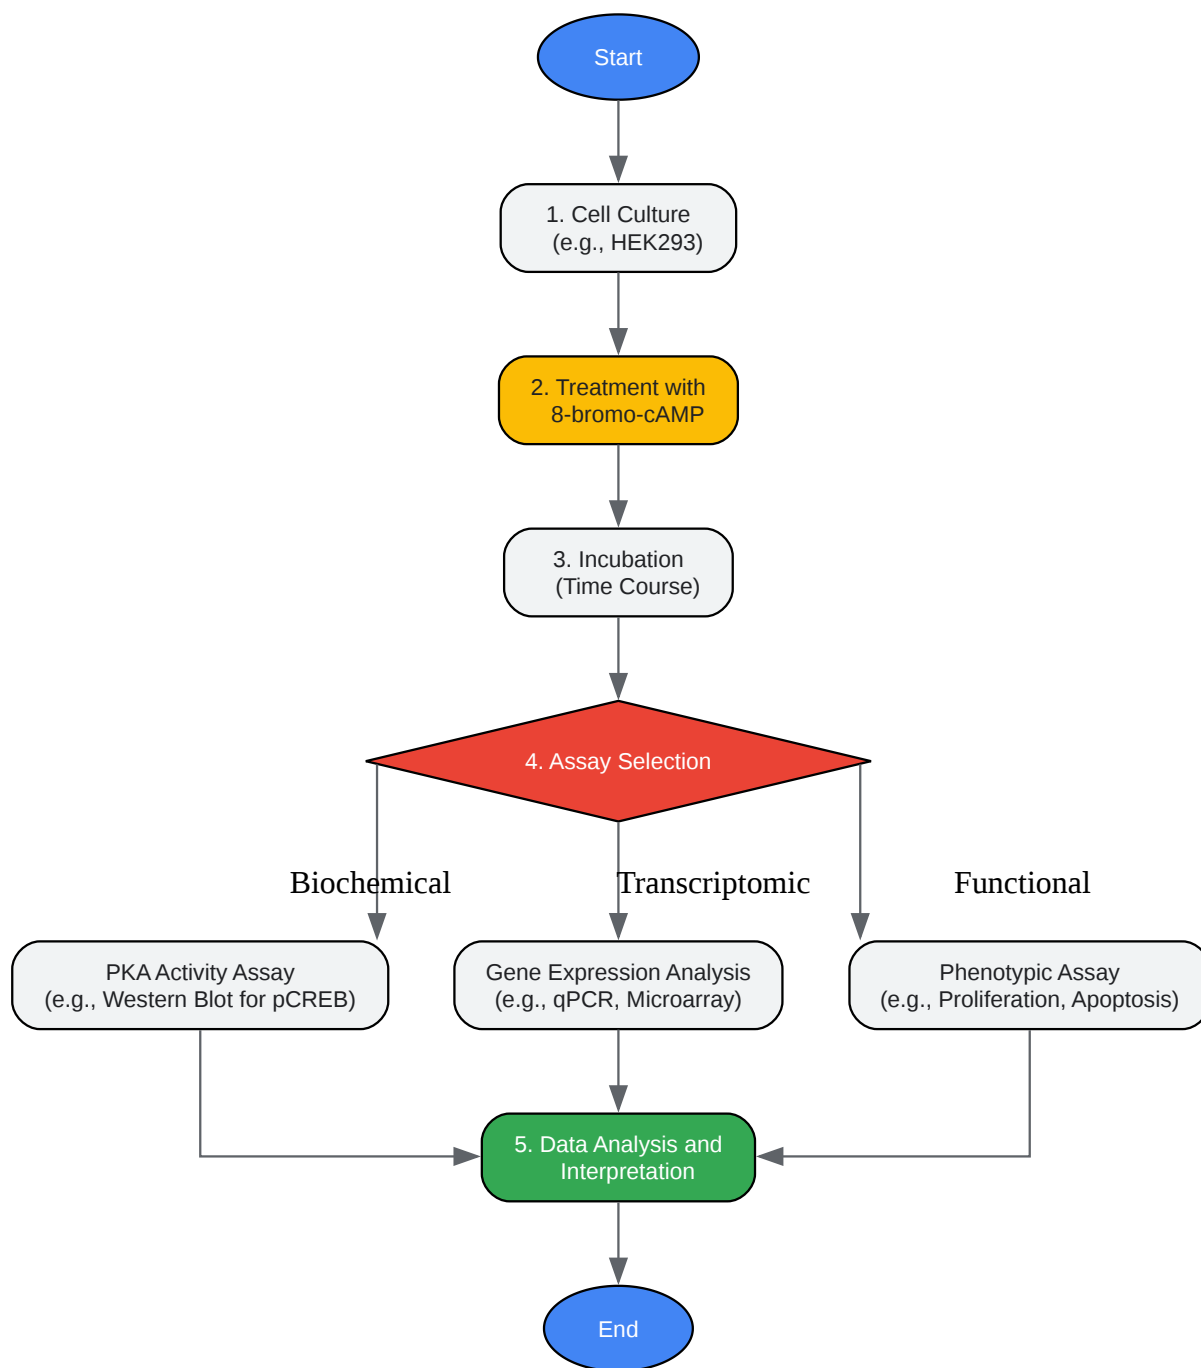 Start
1. Cell Culture
(e.g., HEK293)
2. Treatment with
8-bromo-cAMP
3. Incubation
(Time Course)
4. Assay Selection
Biochemical
Transcriptomic
Functional
PKA Activity Assay
(e.g., Western Blot for pCREB)
Gene Expression Analysis
(e.g., qPCR, Microarray)
Phenotypic Assay
(e.g., Proliferation, Apoptosis)
5. Data Analysis and
Interpretation
End